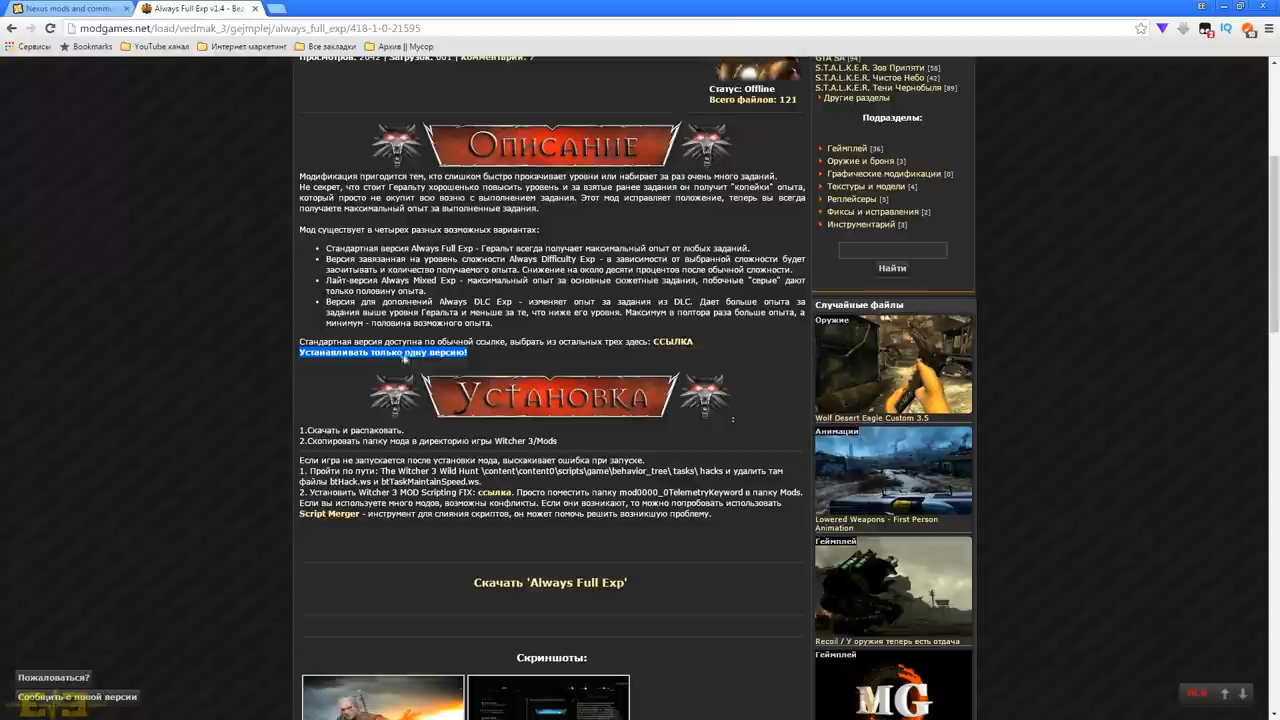 Nexus mods and commu
Always Full Exp v1.4 - Ве
modgames.net/load/vedmak_3/gejmplej/always_full_exp/418-1-0-21595
Сервисы
Bookmarks
YouTube канал
Интернет маркетинг
Все закладки
Архив || Мусор
Просмотров: 2042 | Загрузок: 601 | Комментарии: 7
Статус: Offline
Всего файлов: 121
Описание
Модификация пригодится тем, кто слишком быстро прокачивает уровни или набирает за раз очень много заданий.
Не секрет, что стоит Геральту хорошенько повысить уровень и за взятые ранее задания он получит "копейки" опыта,
который просто не окупит всю возню с выполнением задания. Этот мод исправляет положение, теперь вы всегда
получаете максимальный опыт за выполненные задания.
Мод существует в четырех разных возможных вариантах:
Стандартная версия Always Full Exp - Геральт всегда получает максимальный опыт от любых заданий.
Версия завязанная на уровень сложности Always Difficulty Exp - в зависимости от выбранной сложности будет
засчитывать и количество получаемого опыта. Снижение на около десяти процентов после обычной сложности.
Лайт-версия Always Mixed Exp - максимальный опыт за основные сюжетные задания, побочные "серые" дают
только половину опыта.
Версия для дополнений Always DLC Exp - изменяет опыт за задания из DLC. Дает больше опыта за
задания выше уровня Геральта и меньше за те, что ниже его уровня. Максимум в полтора раза больше опыта, а
минимум - половина возможного опыта.
Стандартная версия доступна по обычной ссылке, выбрать из остальных трех здесь: ССЫЛКА
Устанавливать только одну версию!
Установка
:
1.Скачать и распаковать.
2.Скопировать папку мода в директорию игры Witcher 3/Mods
Если игра не запускается после установки мода, выскакивает ошибка при запуске.
1. Пройти по пути: The Witcher 3 Wild Hunt \content\content0\scripts\game\behavior_tree\ tasks\ hacks и удалить там
файлы btHack.ws и btTaskMaintainSpeed.ws.
2. Установить Witcher 3 MOD Scripting FIX: ссылка. Просто поместить папку mod0000_0TelemetryKeyword в папку Mods.
Если вы используете много модов, возможны конфликты. Если они возникают, то можно попробовать использовать
Script Merger - инструмент для слияния скриптов, он может помочь решить возникшую проблему.
Скачать 'Always Full Exp'
Скриншоты:
GTA SA [94]
S.T.A.L.K.E.R. Зов Припяти [58]
S.T.A.L.K.E.R. Чистое Небо [42]
S.T.A.L.K.E.R. Тени Чернобыля [89]
Другие разделы
Подразделы:
Геймплей [36]
Оружие и броня [3]
Графические модификации [0]
Текстуры и модели [4]
Реплейсеры [5]
Фиксы и исправления [2]
Инструментарий [3]
Найти
Случайные файлы
Оружие
Wolf Desert Eagle Custom 3.5
Анимации
Lowered Weapons - First Person
Animation
Геймплей
Recoil / У оружия теперь есть отдача
Геймплей
MG
Пожаловаться?
Сообщить о новой версии